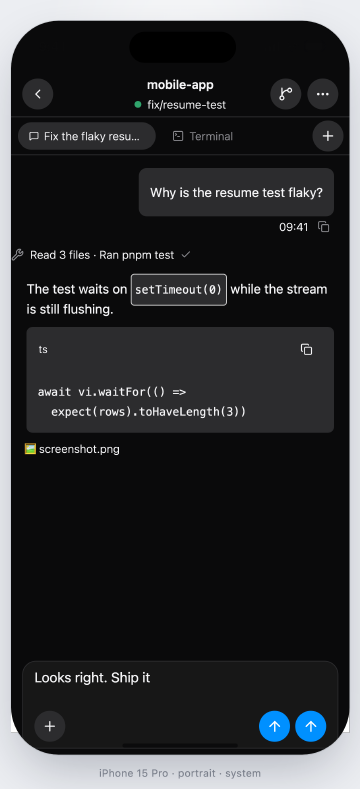 mobile-app
fix/resume-test
Fix the flaky resu...
Terminal
Why is the resume test flaky?
09:41
Read 3 files · Ran pnpm test
The test waits on setTimeout(0) while the stream
is still flushing.
ts
await vi.waitFor(() =>
expect(rows).toHaveLength(3))
screenshot.png
Looks right. Ship it
iPhone 15 Pro · portrait · system